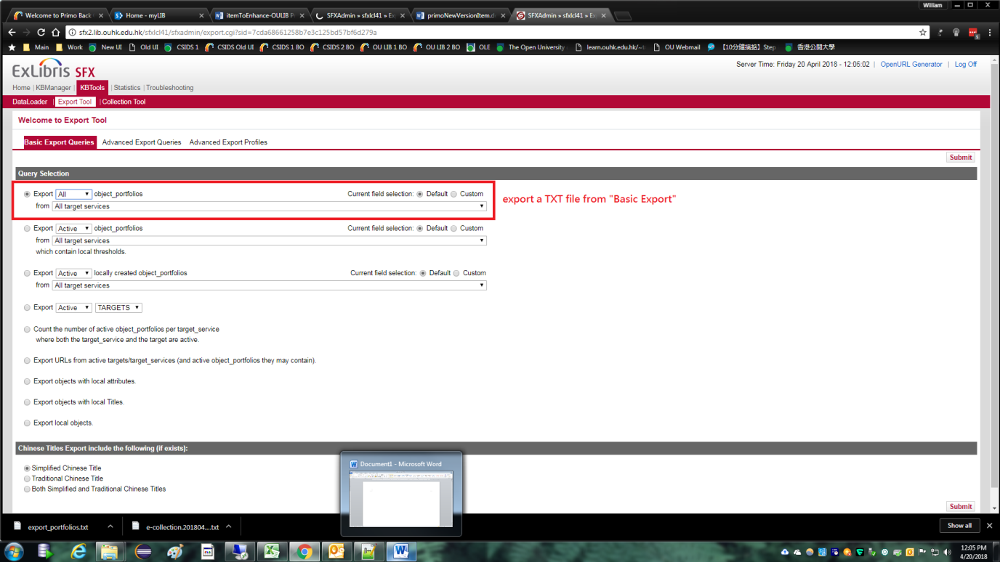 William
Welcome to Primo Back
Home - myLIB
itemToEnhance-OULIB P
SFXAdmin » sfxlcl41 » Ex
primoNewVersionItem.d
SFXAdmin » sfxlcl41 » Ex
sfx2.lib.ouhk.edu.hk/sfxlcl41/sfxadmin/export.cgi?sid=7cda68661258b7e3c125bd57bf6d279a
Main Work New UI Old UI CSIDS 1 CSIDS Old UI CSIDS 1 BO CSIDS 2 BO OU LIB 1 BO OU LIB 2 BO OLE The Open University learn.ouhk.edu.hk/~ OU Webmail 【10分鐘搞掂】Step 香港公開大學
ExLibris SFX
Server Time: Friday 20 April 2018 - 12:05:02 | OpenURL Generator | Log Off
Home | KBManager | KBTools | Statistics | Troubleshooting
DataLoader | Export Tool | Collection Tool
Welcome to Export Tool
Basic Export Queries Advanced Export Queries Advanced Export Profiles
Submit
Query Selection
Export All object_portfolios Current field selection: Default Custom
from All target services
export a TXT file from "Basic Export"
Export Active object_portfolios Current field selection: Default Custom
from All target services
which contain local thresholds.
Export Active locally created object_portfolios Current field selection: Default Custom
from All target services
Export Active TARGETS
Count the number of active object_portfolios per target_service
where both the target_service and the target are active.
Export URLs from active targets/target_services (and active object_portfolios they may contain).
Export objects with local attributes.
Export objects with local Titles.
Export local objects.
Chinese Titles Export include the following (if exists):
Simplified Chinese Title
Traditional Chinese Title
Both Simplified and Traditional Chinese Titles
Document1 - Microsoft Word
Submit
export_portfolios.txt
e-collection.201804....txt
Show all
12:05 PM
4/20/2018